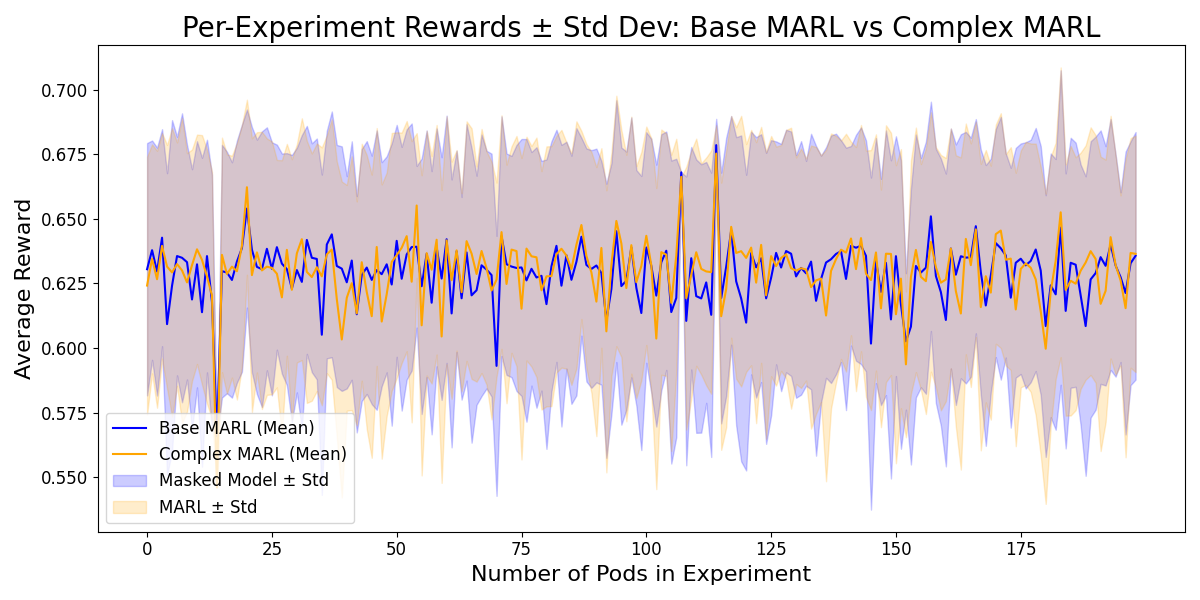 Per-Experiment Rewards ± Std Dev: Base MARL vs Complex MARL
Average Reward
0.700
0.675
0.650
0.625
0.600
0.575
0.550
Base MARL (Mean)
Complex MARL (Mean)
Masked Model ± Std
MARL ± Std
0 25 50 75 100 125 150 175
Number of Pods in Experiment